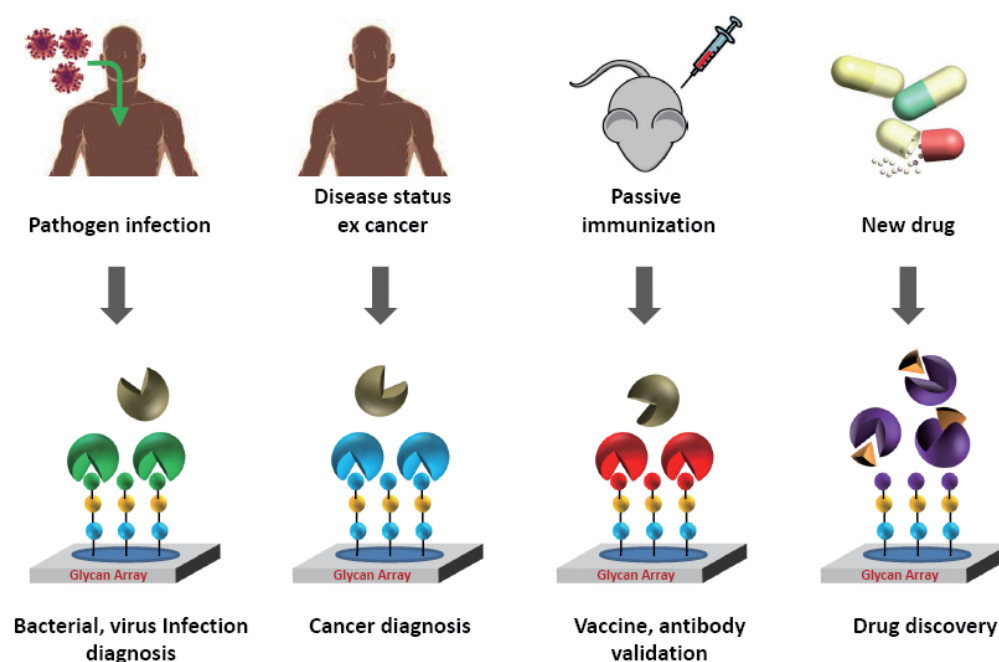 Pathogen infection
Disease status
ex cancer
Passive
immunization
New drug
Glycan Array
Glycan Array
Glycan Array
Glycan Array
Bacterial, virus Infection
diagnosis
Cancer diagnosis
Vaccine, antibody
validation
Drug discovery